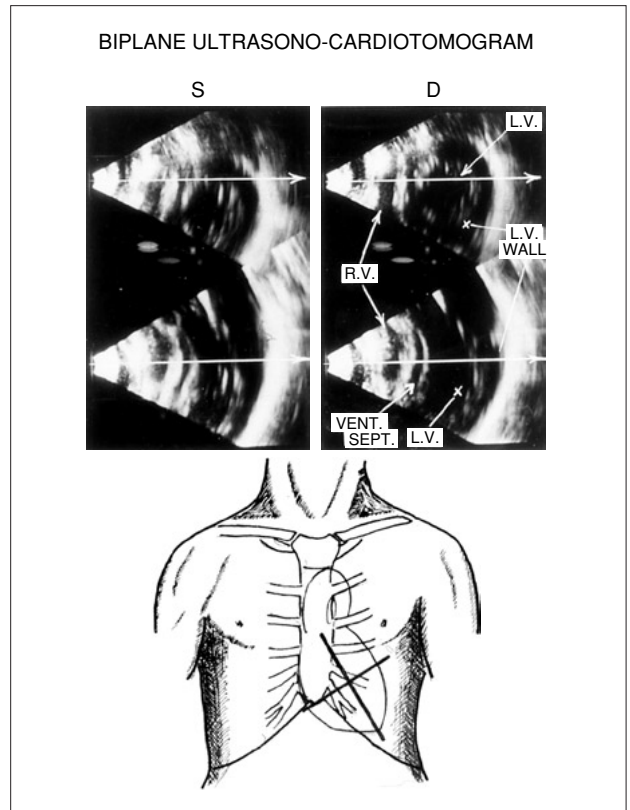 BIPLANE ULTRASONO-CARDIOTOMOGRAM
S
D
L.V.
L.V.
WALL
R.V.
VENT.
SEPT.
L.V.